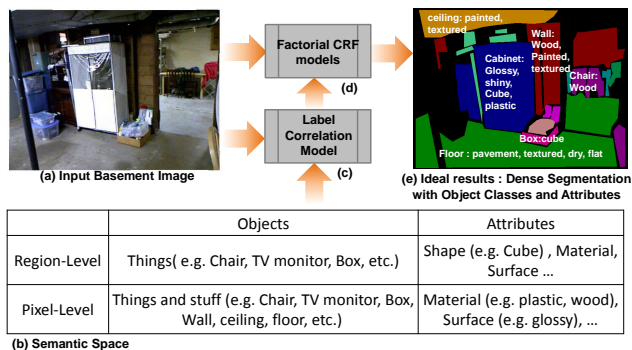 Factorial CRF
models
(d)
Label
Correlation
Model
(c)
(a) Input Basement Image
ceiling: painted,
textured
Wall:
Wood,
Painted,
textured
Cabinet:
Glossy,
shiny,
Cube,
plastic
Chair:
Wood
Box:cube
Floor : pavement, textured, dry, flat
(e) Ideal results : Dense Segmentation
with Object Classes and Attributes
Objects
Attributes
Region-Level
Things( e.g. Chair, TV monitor, Box, etc.)
Shape (e.g. Cube) , Material,
Surface ...
Pixel-Level
Things and stuff (e.g. Chair, TV monitor, Box,
Wall, ceiling, floor, etc.)
Material (e.g. plastic, wood),
Surface (e.g. glossy), ...
(b) Semantic Space